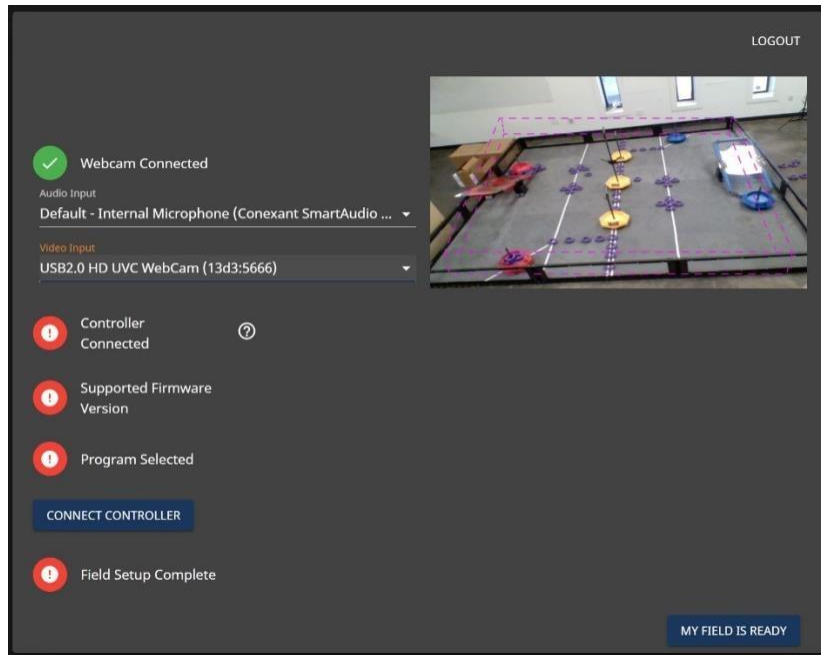 LOGOUT
Webcam Connected
Audio Input
Default - Internal Microphone (Conexant SmartAudio ...
Video Input
USB2.0 HD UVC WebCam (13d3:5666)
Controller
Connected
Supported Firmware
Version
Program Selected
CONNECT CONTROLLER
Field Setup Complete
MY FIELD IS READY